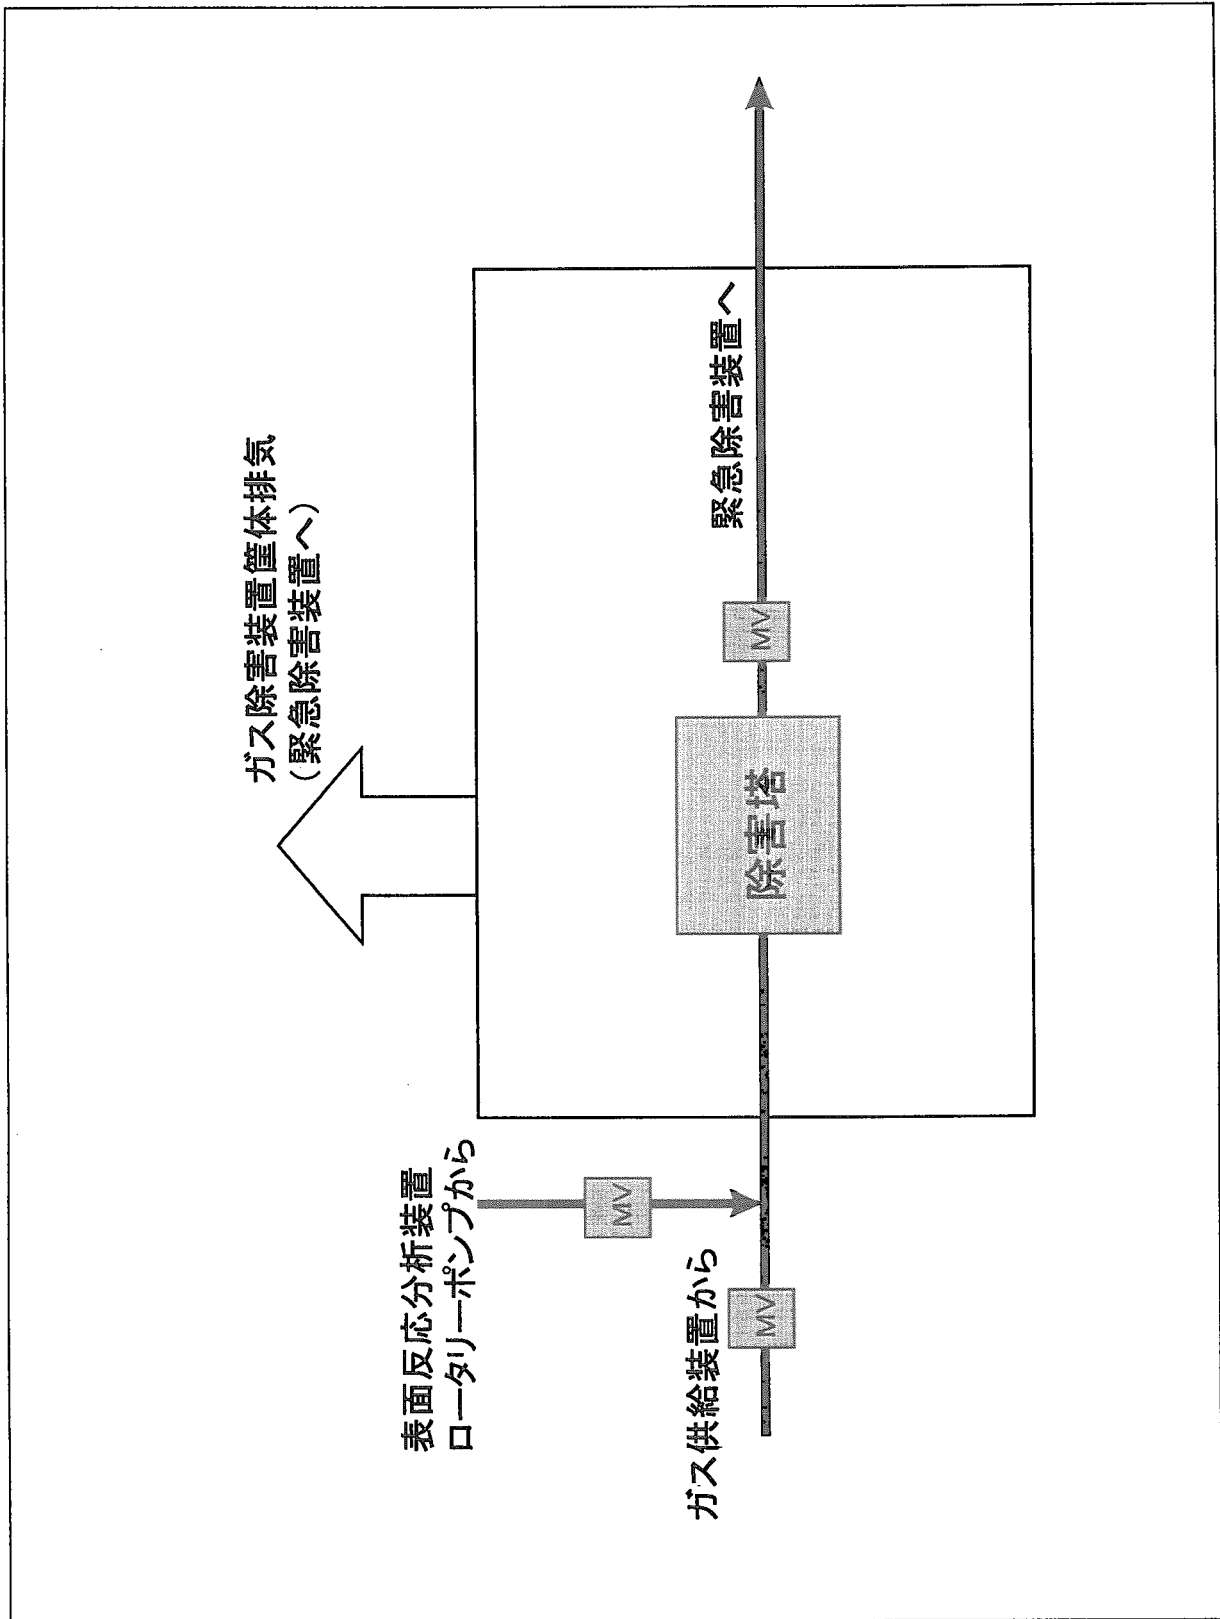 ガス除害装置筐体排気
(緊急除害装置へ)
表面反応分析装置
ロータリーポンプから
ガス供給装置から
MV
MV
除害塔
MV
緊急除害装置へ